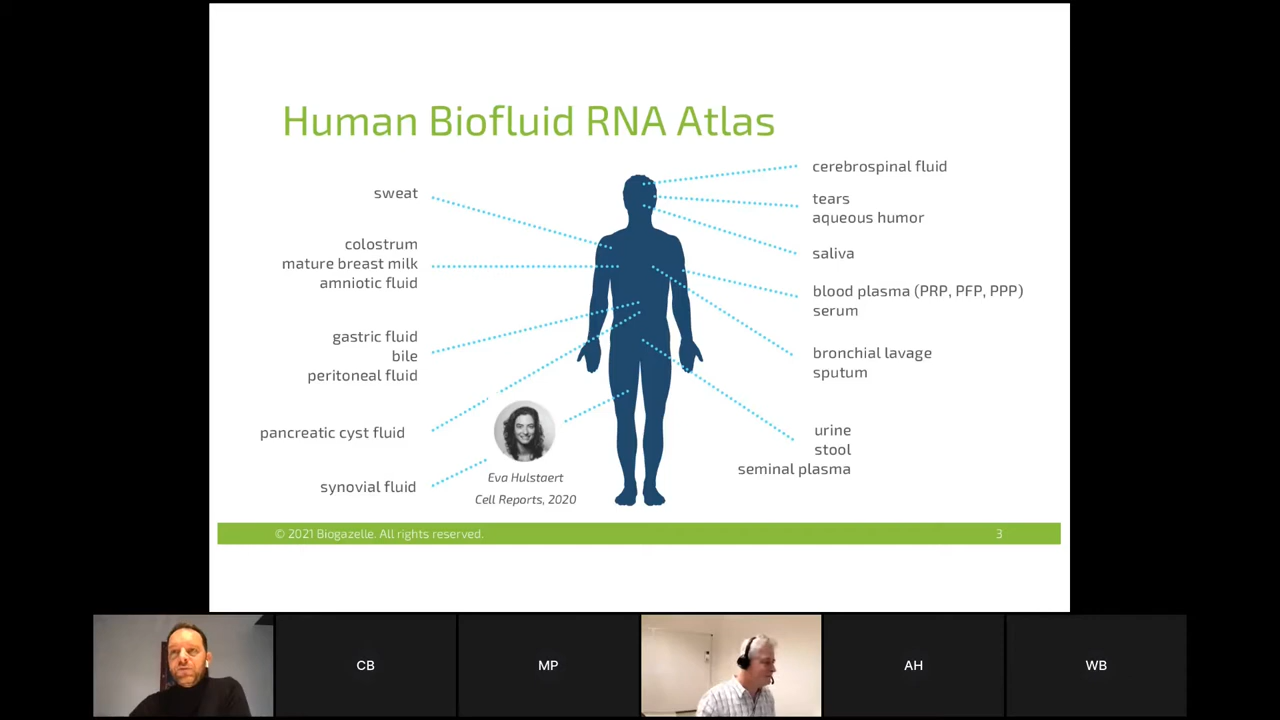 Human Biofluid RNA Atlas
sweat
colostrum
mature breast milk
amniotic fluid
gastric fluid
bile
peritoneal fluid
pancreatic cyst fluid
synovial fluid
Eva Hulstaert
Cell Reports, 2020
cerebrospinal fluid
tears
aqueous humor
saliva
blood plasma (PRP, PFP, PPP)
serum
bronchial lavage
sputum
urine
stool
seminal plasma
© 2021 Biogazelle. All rights reserved.
3
CB
MP
AH
WB